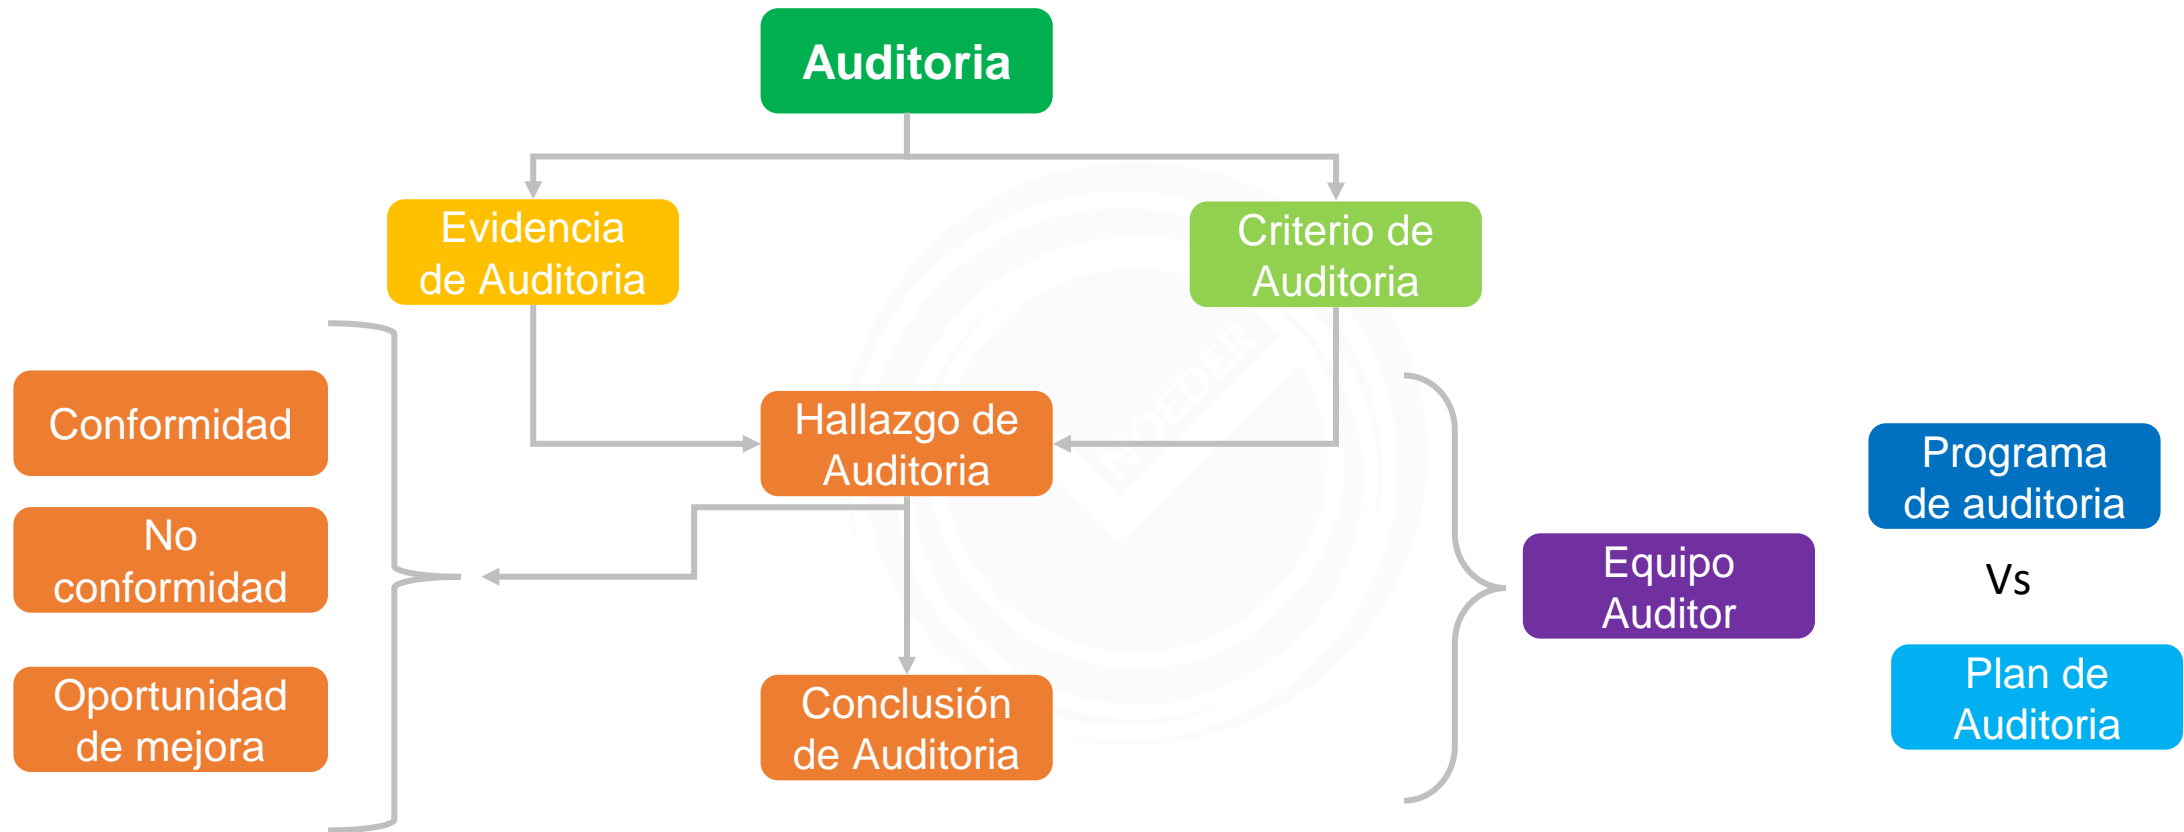 Auditoria
Evidencia
de Auditoria
Criterio de
Auditoria
Conformidad
No
conformidad
Oportunidad
de mejora
Hallazgo de
Auditoria
Conclusión
de Auditoria
NOEDER
Equipo
Auditor
Programa
de auditoria
Vs
Plan de
Auditoria